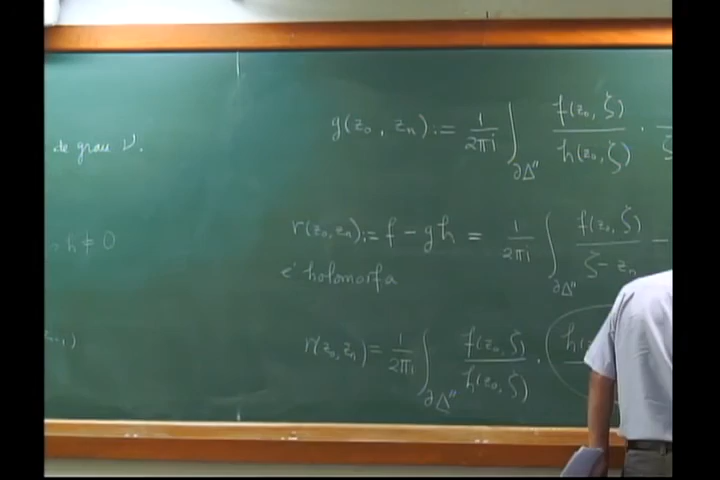 de grau ν.
h ≠ 0
g(z₀, zₙ) := 1/2πi ∫_∂Δ'' f(z₀, ζ)/h(z₀, ζ) ·
r(z₀, zₙ) := f − gh = 1/2πi ∫_∂Δ'' f(z₀, ζ)/ζ − zₙ −
é holomorfa
r(z₀, zₙ) = 1/2πi ∫_∂Δ'' f(z₀, ζ)/h(z₀, ζ) ·